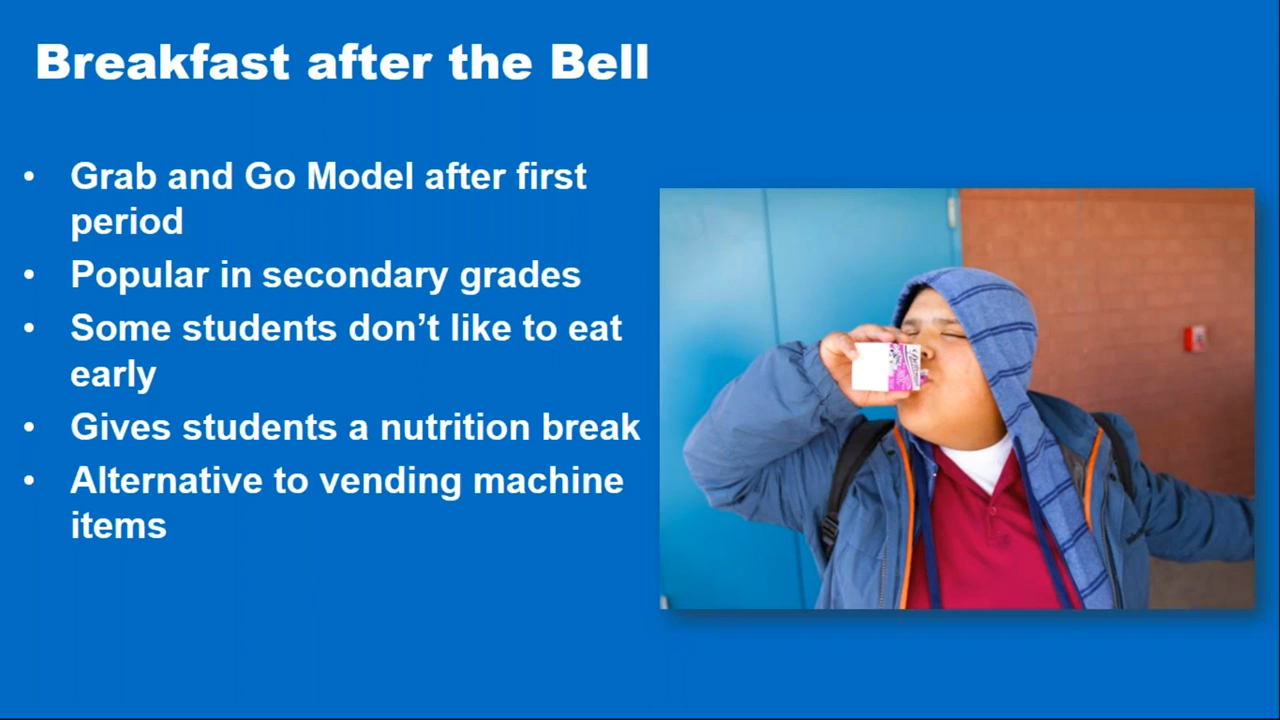 Breakfast after the Bell
• Grab and Go Model after first
period
• Popular in secondary grades
• Some students don’t like to eat
early
• Gives students a nutrition break
• Alternative to vending machine
items